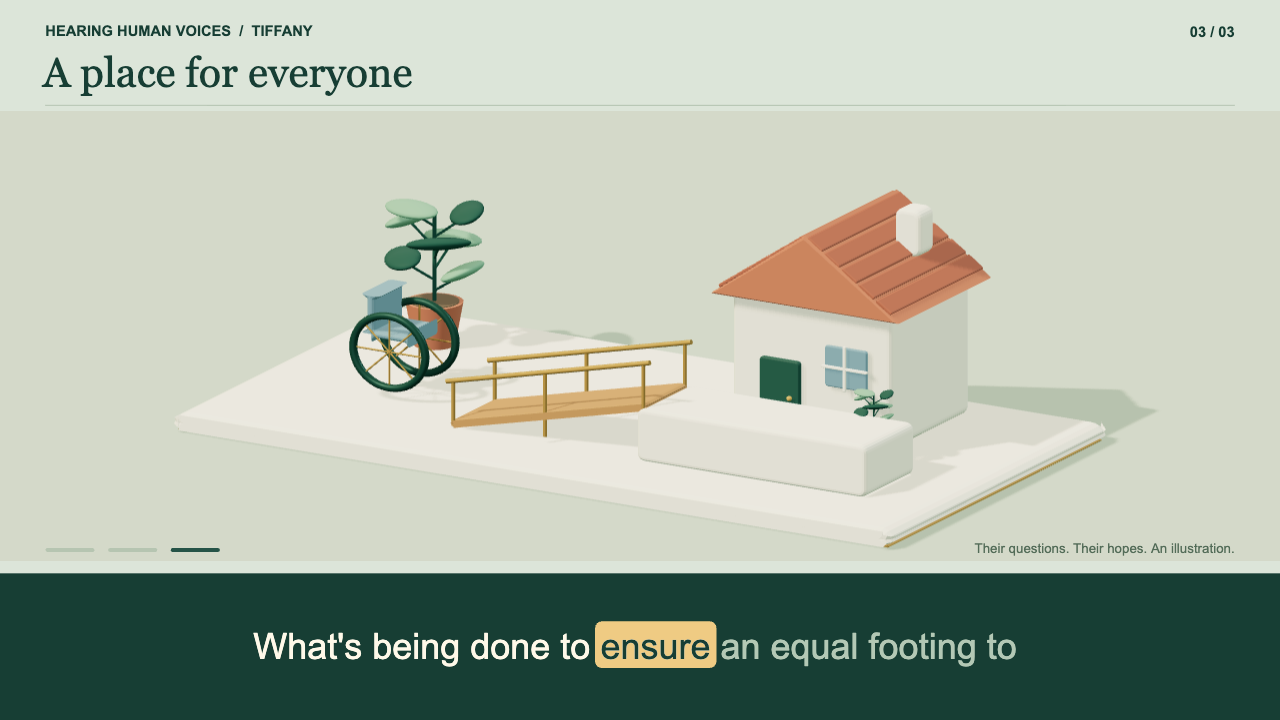 HEARING HUMAN VOICES / TIFFANY
03 / 03
A place for everyone
Their questions. Their hopes. An illustration.
What's being done to ensure an equal footing to